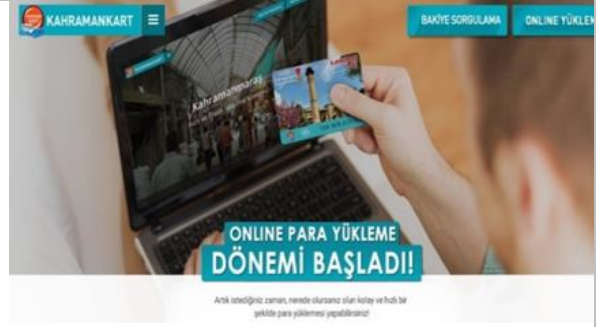 KAHRAMANKART
BAKİYE SORGULAMA
ONLINE YÜKLEM
Kahramanmaraş
ONLINE PARA YÜKLEME
DÖNEMİ BAŞLADI!
Artık istediğiniz zaman, nerede olursanız olun kolay ve hızlı bir
şekilde para yüklemesi yapabilirsiniz!